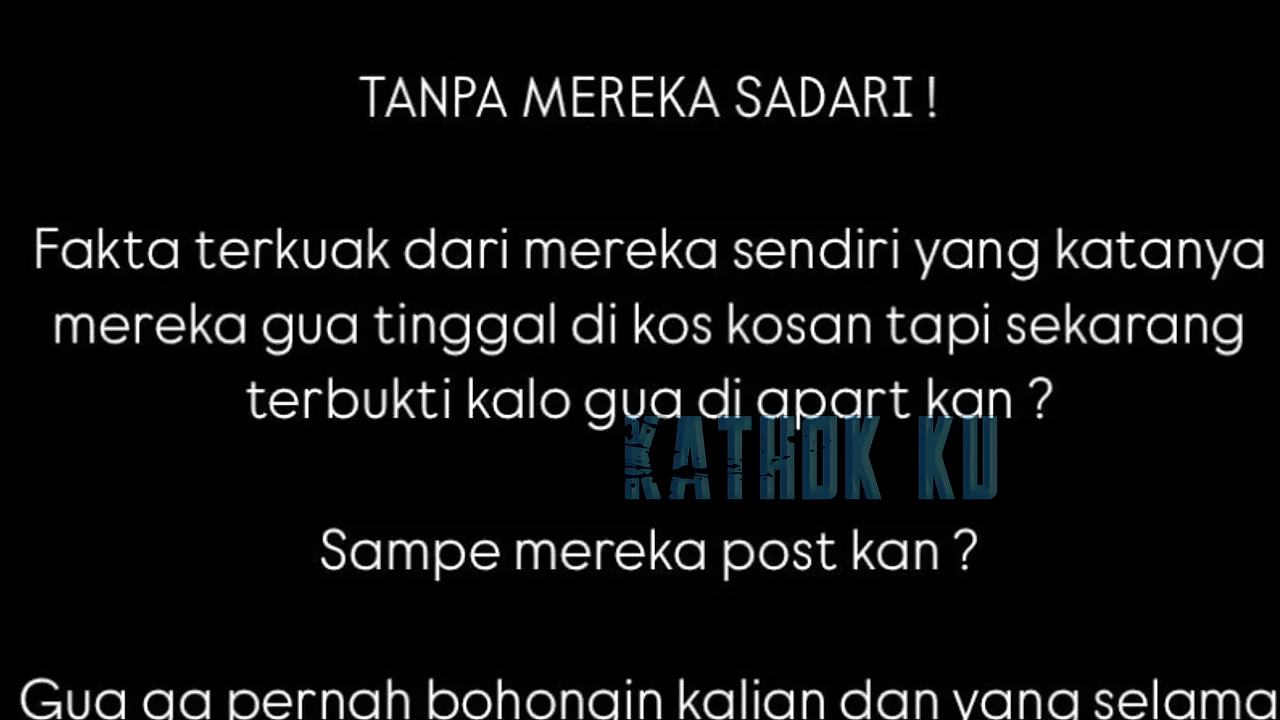 TANPA MEREKA SADARI !
Fakta terkuak dari mereka sendiri yang katanya
mereka gua tinggal di kos kosan tapi sekarang
terbukti kalo gua di apart kan ?
KATHOK KU
Sampe mereka post kan ?
Gua ga pernah bohongin kalian dan yang selama